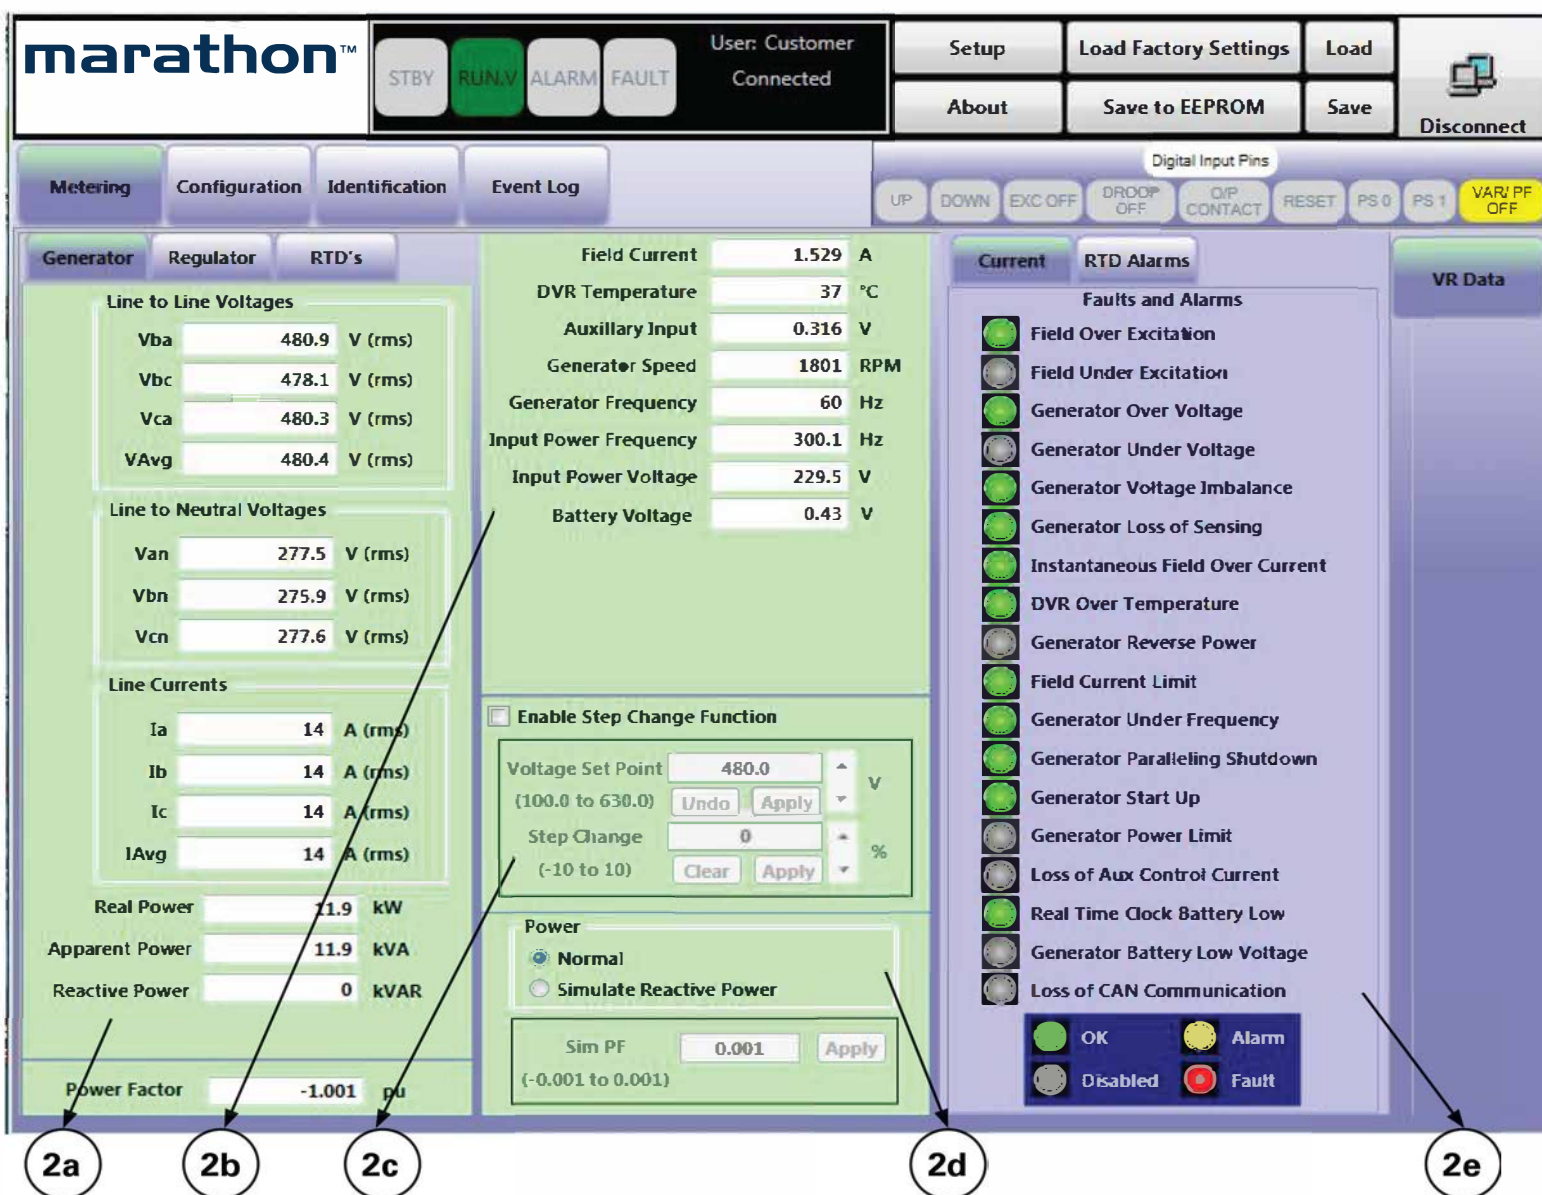 marathon™
STBY RUN.V ALARM FAULT
User: Customer
Connected
Setup Load Factory Settings Load
About Save to EEPROM Save
Disconnect
Metering Configuration Identification Event Log
Digital Input Pins
UP DOWN EXC OFF DROOP OFF O/P CONTACT RESET PS 0 PS 1 VAR/ PF OFF
Generator Regulator RTD's
Line to Line Voltages
Vba 480.9 V (rms)
Vbc 478.1 V (rms)
Vca 480.3 V (rms)
VAvg 480.4 V (rms)
Line to Neutral Voltages
Van 277.5 V (rms)
Vbn 275.9 V (rms)
Vcn 277.6 V (rms)
Line Currents
Ia 14 A (rms)
Ib 14 A (rms)
Ic 14 A (rms)
IAvg 14 A (rms)
Real Power 11.9 kW
Apparent Power 11.9 kVA
Reactive Power 0 kVAR
Power Factor -1.001 pu
Field Current 1.529 A
DVR Temperature 37 °C
Auxillary Input 0.316 V
Generator Speed 1801 RPM
Generator Frequency 60 Hz
Input Power Frequency 300.1 Hz
Input Power Voltage 229.5 V
Battery Voltage 0.43 V
Enable Step Change Function
Voltage Set Point 480.0 V
(100.0 to 630.0) Undo Apply
Step Change 0 %
(-10 to 10) Clear Apply
Power
Normal
Simulate Reactive Power
Sim PF 0.001 Apply
(-0.001 to 0.001)
Current RTD Alarms
Faults and Alarms
Field Over Excitation
Field Under Excitation
Generator Over Voltage
Generator Under Voltage
Generator Voltage Imbalance
Generator Loss of Sensing
Instantaneous Field Over Current
DVR Over Temperature
Generator Reverse Power
Field Current Limit
Generator Under Frequency
Generator Paralleling Shutdown
Generator Start Up
Generator Power Limit
Loss of Aux Control Current
Real Time Clock Battery Low
Generator Battery Low Voltage
Loss of CAN Communication
OK Alarm
Disabled Fault
VR Data
2a 2b 2c 2d 2e